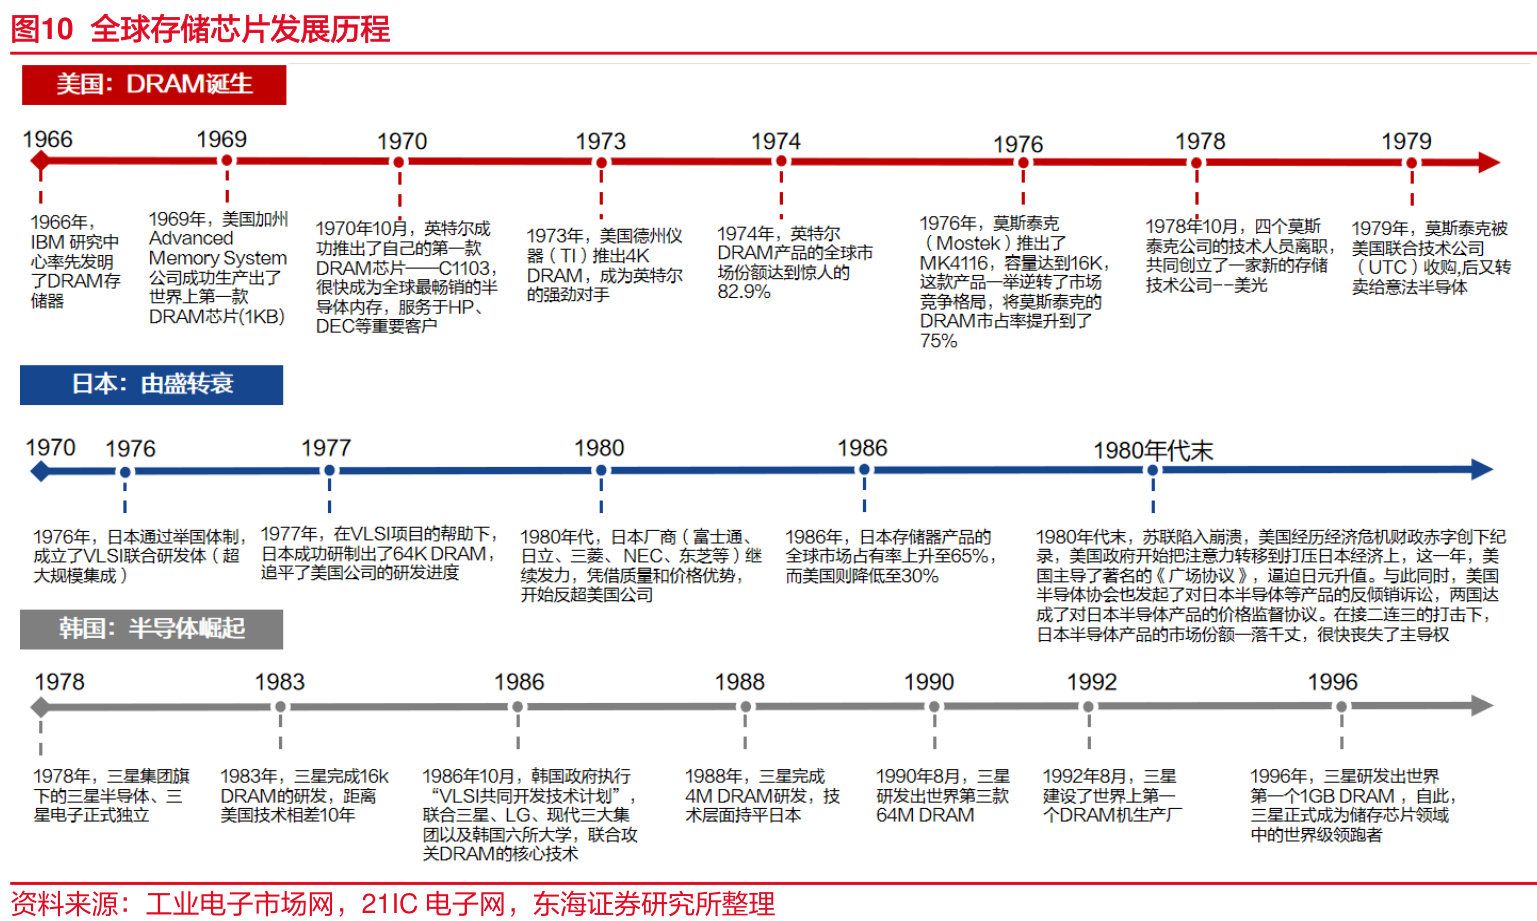 图10 全球存储芯片发展历程
美国：DRAM诞生
1966
1969
1970
1973
1974
1976
1978
1979
1966年，
IBM 研究中
心率先发明
了DRAM存
储器
1969年，美国加州
Advanced
Memory System
公司成功生产出了
世界上第一款
DRAM芯片(1KB)
1970年10月，英特尔成
功推出了自己的第一款
DRAM芯片——C1103，
很快成为全球最畅销的半
导体内存，服务于HP、
DEC等重要客户
1973年，美国德州仪
器（TI）推出4K
DRAM，成为英特尔
的强劲对手
1974年，英特尔
DRAM产品的全球市
场份额达到惊人的
82.9%
1976年，莫斯泰克
（Mostek）推出了
MK4116，容量达到16K，
这款产品一举逆转了市场
竞争格局，将莫斯泰克的
DRAM市占率提升到了
75%
1978年10月，四个莫斯
泰克公司的技术人员离职，
共同创立了一家新的存储
技术公司--美光
1979年，莫斯泰克被
美国联合技术公司
（UTC）收购,后又转
卖给意法半导体
日本：由盛转衰
1970
1976
1977
1980
1986
1980年代末
1976年，日本通过举国体制，
成立了VLSI联合研发体（超
大规模集成）
1977年，在VLSI项目的帮助下，
日本成功研制出了64K DRAM，
追平了美国公司的研发进度
1980年代，日本厂商（富士通、
日立、三菱、NEC、东芝等）继
续发力，凭借质量和价格优势，
开始反超美国公司
1986年，日本存储器产品的
全球市场占有率上升至65%，
而美国则降低至30%
1980年代末，苏联陷入崩溃，美国经历经济危机财政赤字创下纪
录，美国政府开始把注意力转移到打压日本经济上，这一年，美
国主导了著名的《广场协议》，逼迫日元升值。与此同时，美国
半导体协会也发起了对日本半导体等产品的反倾销诉讼，两国达
成了对日本半导体产品的价格监督协议。在接二连三的打击下，
日本半导体产品的市场份额一落千丈，很快丧失了主导权
韩国：半导体崛起
1978
1983
1986
1988
1990
1992
1996
1978年，三星集团旗
下的三星半导体、三
星电子正式独立
1983年，三星完成16k
DRAM的研发，距离
美国技术相差10年
1986年10月，韩国政府执行
“VLSI共同开发技术计划”，
联合三星、LG、现代三大集
团以及韩国六所大学，联合攻
关DRAM的核心技术
1988年，三星完成
4M DRAM研发，技
术层面持平日本
1990年8月，三星
研发出世界第三款
64M DRAM
1992年8月，三星
建设了世界上第一
个DRAM机生产厂
1996年，三星研发出世界
第一个1GB DRAM ，自此，
三星正式成为储存芯片领域
中的世界级领跑者
资料来源：工业电子市场网，21IC 电子网，东海证券研究所整理